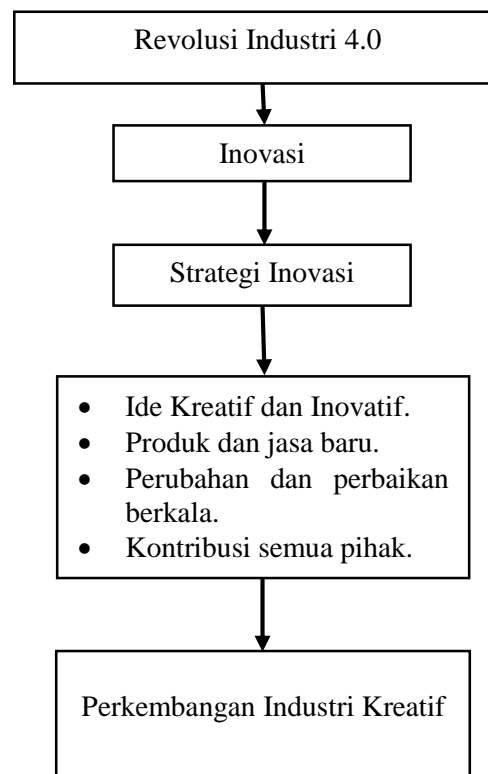 Revolusi Industri 4.0
Inovasi
Strategi Inovasi
• Ide Kreatif dan Inovatif.
• Produk dan jasa baru.
• Perubahan dan perbaikan
berkala.
• Kontribusi semua pihak.
Perkembangan Industri Kreatif